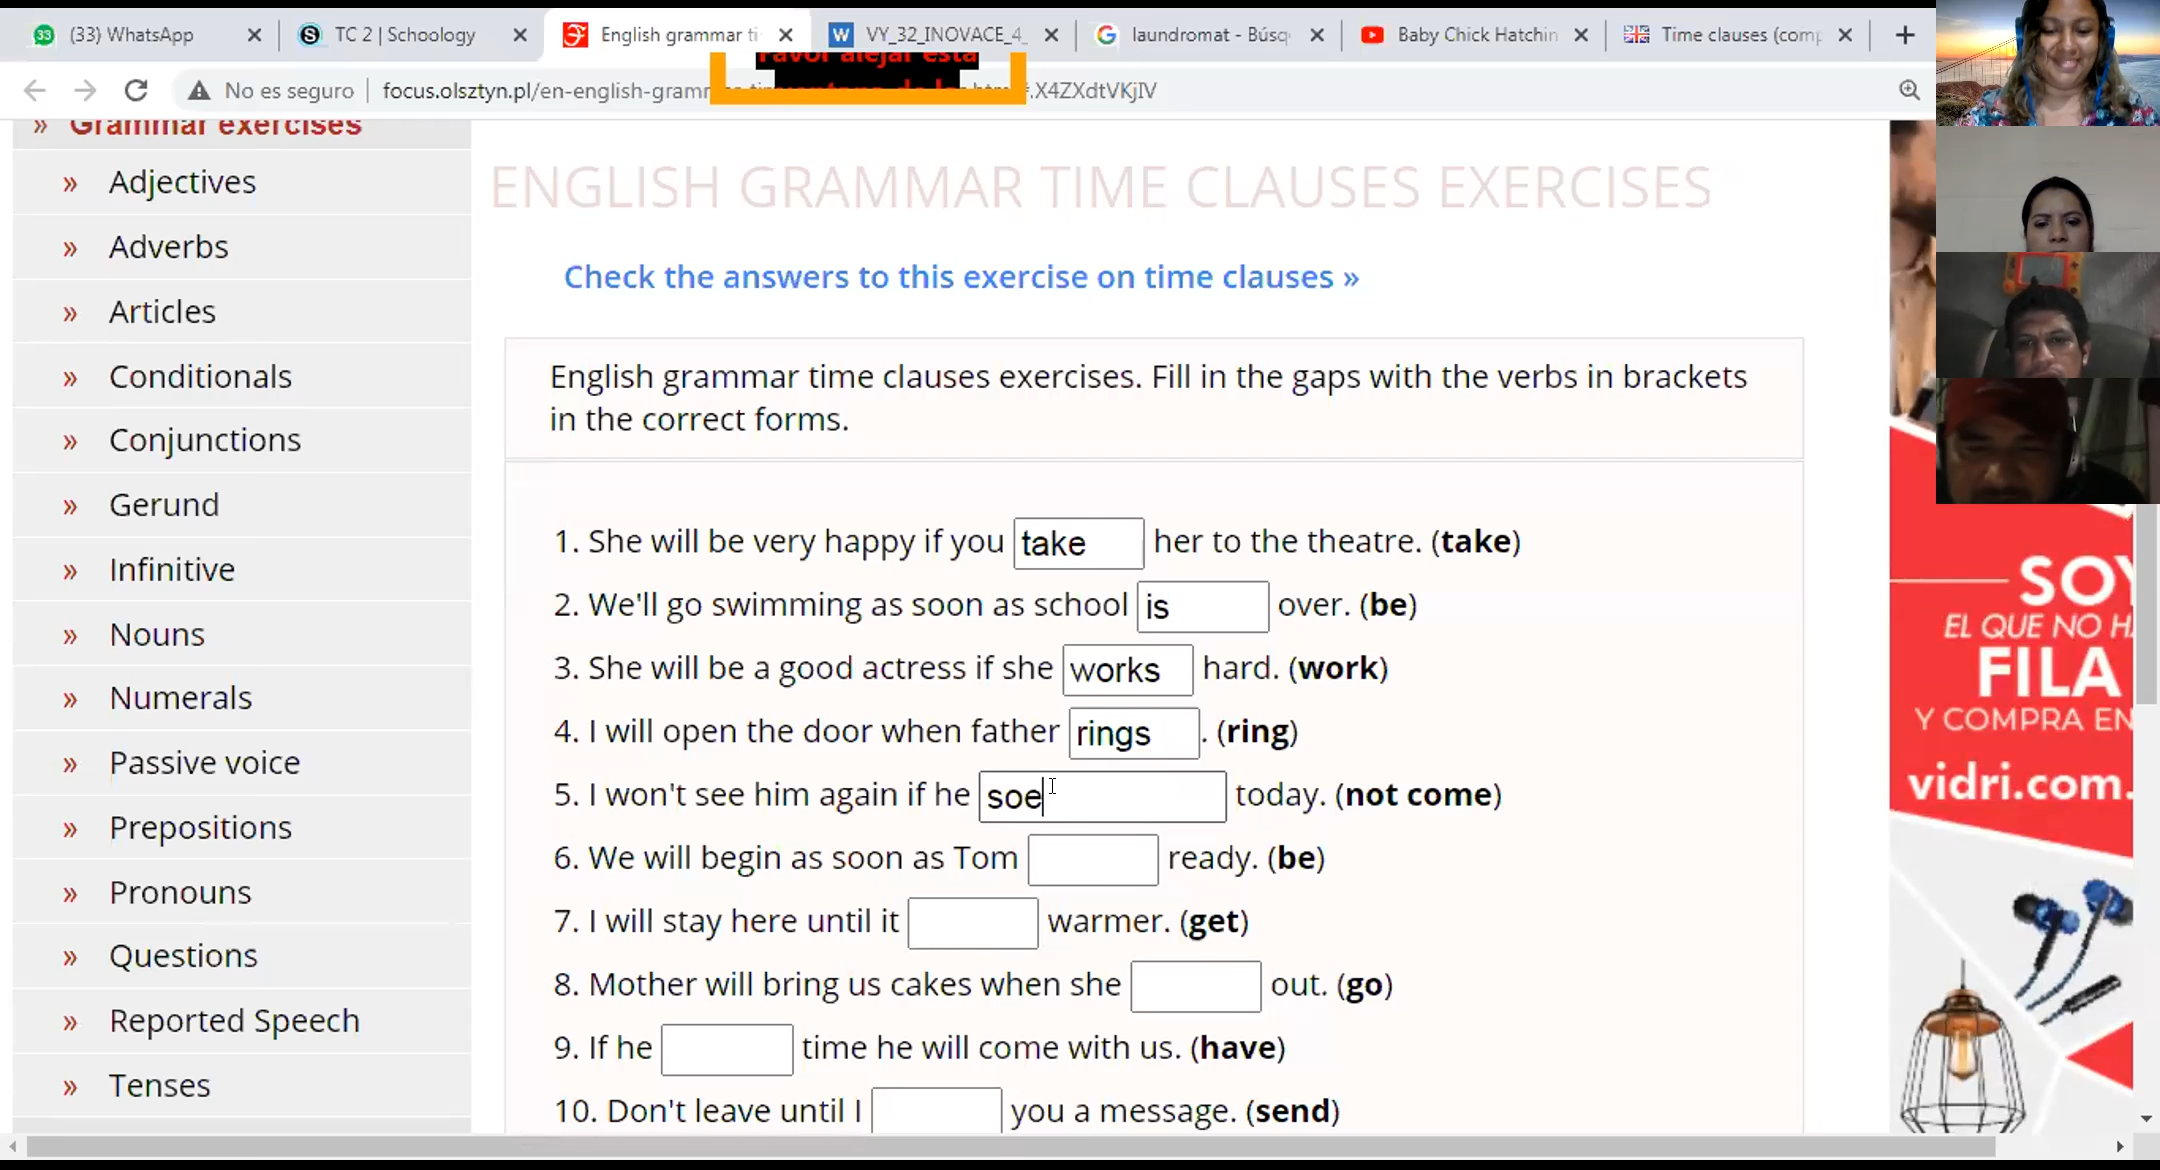 (33) WhatsApp
TC 2 | Schoology
English grammar ti
VY_32_INOVACE_4_
laundromat - Búsq
Baby Chick Hatchin
Time clauses (comp
No es seguro
focus.olsztyn.pl/en-english-gramm
.X4ZXdtVKjIV
Favor alejar esta
ventana de la
» Grammar exercises
» Adjectives
» Adverbs
» Articles
» Conditionals
» Conjunctions
» Gerund
» Infinitive
» Nouns
» Numerals
» Passive voice
» Prepositions
» Pronouns
» Questions
» Reported Speech
» Tenses
ENGLISH GRAMMAR TIME CLAUSES EXERCISES
Check the answers to this exercise on time clauses »
English grammar time clauses exercises. Fill in the gaps with the verbs in brackets
in the correct forms.
1. She will be very happy if you take her to the theatre. (take)
2. We'll go swimming as soon as school is over. (be)
3. She will be a good actress if she works hard. (work)
4. I will open the door when father rings . (ring)
5. I won't see him again if he soe today. (not come)
6. We will begin as soon as Tom ready. (be)
7. I will stay here until it warmer. (get)
8. Mother will bring us cakes when she out. (go)
9. If he time he will come with us. (have)
10. Don't leave until I you a message. (send)
SOY
EL QUE NO H
FILA
Y COMPRA EN
vidri.com.